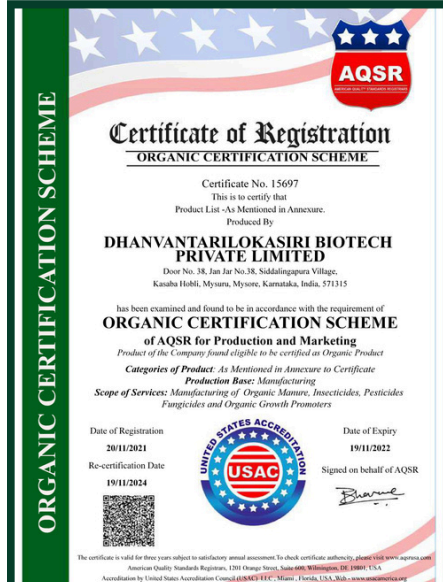 AQSR
AMERICAN QUALITY STANDARDS REGISTRARS
ORGANIC CERTIFICATION SCHEME
Certificate of Registration
ORGANIC CERTIFICATION SCHEME
Certificate No. 15697
This is to certify that
Product List -As Mentioned in Annexure.
Produced By
DHANVANTARILOKASIRI BIOTECH
PRIVATE LIMITED
Door No. 38, Jan Jar No.38, Siddalingapura Village,
Kasaba Hobli, Mysuru, Mysore, Karnataka, India, 571315
has been examined and found to be in accordance with the requirement of
ORGANIC CERTIFICATION SCHEME
of AQSR for Production and Marketing
Product of the Company found eligible to be certified as Organic Product
Categories of Product: As Mentioned in Annexure to Certificate
Production Base: Manufacturing
Scope of Services: Manufacturing of Organic Manure, Insecticides, Pesticides
Fungicides and Organic Growth Promoters
Date of Registration
20/11/2021
Re-certification Date
19/11/2024
UNITED STATES ACCREDITATION
USAC
Date of Expiry
19/11/2022
Signed on behalf of AQSR
The certificate is valid for three years subject to satisfactory annual assessment.To check certificate authencity, please visit www.aqsrusa.com
American Quality Standards Registrars, 1201 Orange Street, Suite 600, Wilmington, DE 19801, USA
Accreditation by United States Accreditation Council (USAC) LLC , Miami , Florida, USA ,Web - www.usacamerica.org